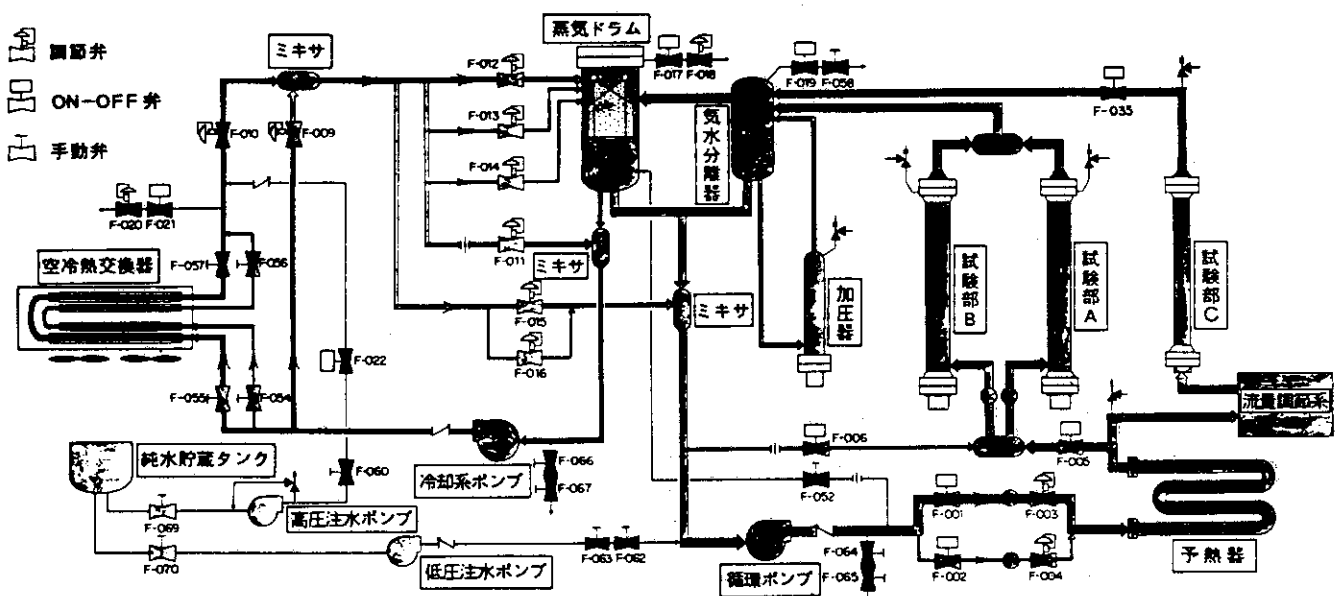 調節弁
ON-OFF弁
手動弁
ミキサ
蒸気ドラム
F-012
F-017
F-018
F-019
F-058
F-035
F-010
F-009
F-013
F-014
気水分離器
F-020
F-021
F-011
ミキサ
空冷熱交換器
F-057
F-056
F-015
F-016
ミキサ
加圧器
試験部B
試験部A
試験部C
F-022
F-055
F-054
流量調節系
純水貯蔵タンク
F-060
冷却系ポンプ
F-066
F-067
F-006
F-005
F-052
F-069
高圧注水ポンプ
F-001
F-003
F-070
低圧注水ポンプ
F-063
F-062
循環ポンプ
F-064
F-065
F-002
F-004
予熱器